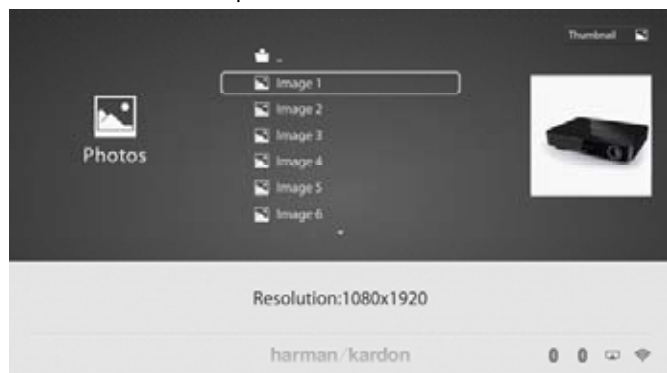 Thumbnail
..
Image 1
Image 2
Image 3
Image 4
Image 5
Image 6
Photos
Resolution:1080x1920
harman/kardon
0 0